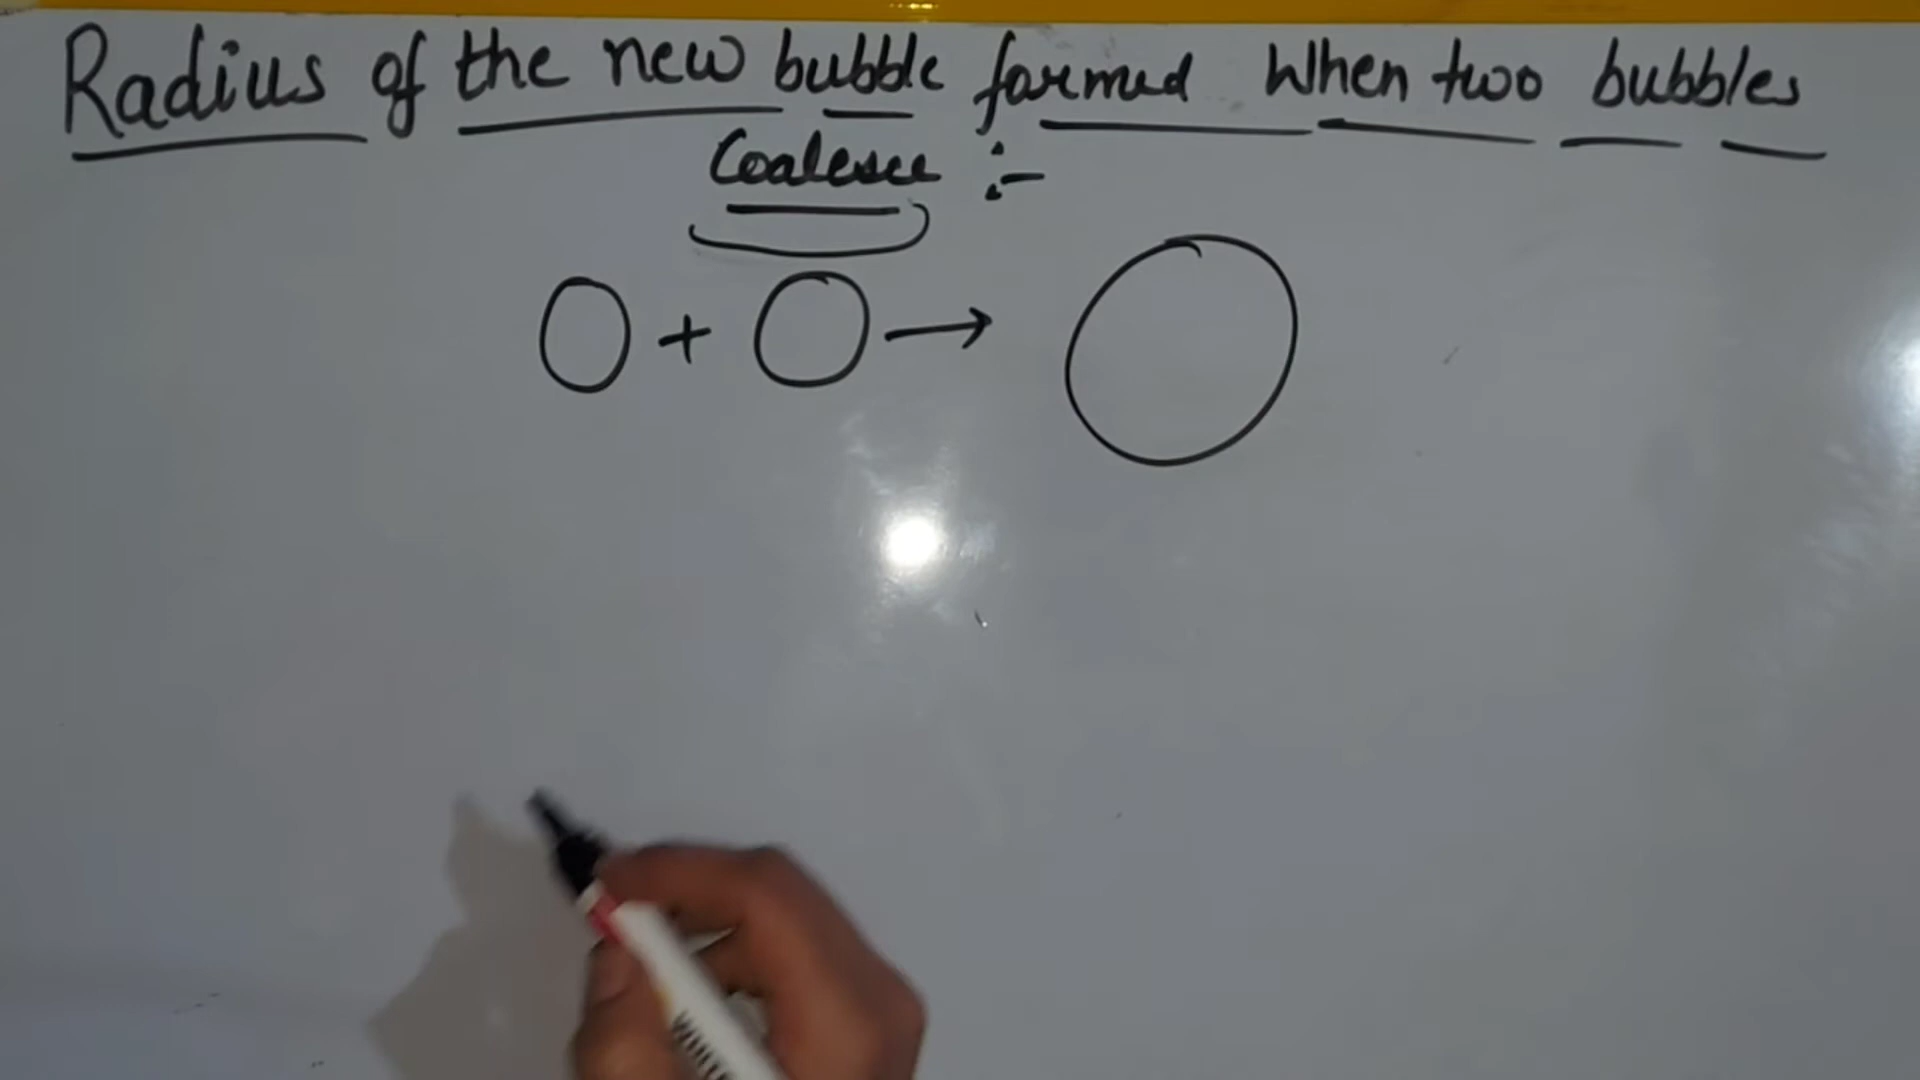 Radius of the new bubble formed When two bubbles
Coalesce :-
+ →